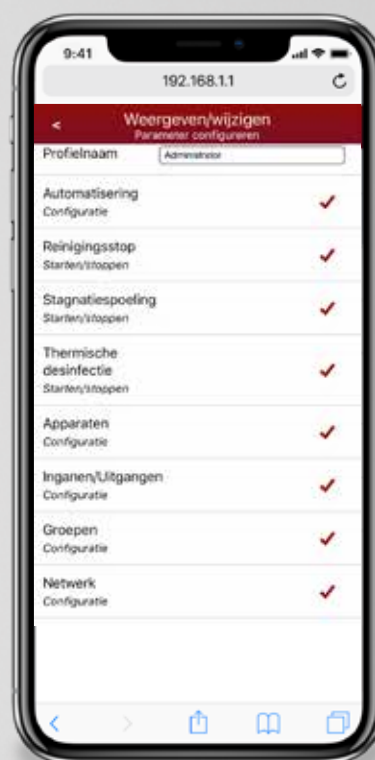 9:41
192.168.1.1
<
Weergeven/wijzigen
Parameter configureren
Profielnaam Administrator
Automatisering
Configuratie
Reinigingsstop
Starten/stoppen
Stagnatiespoeling
Starten/stoppen
Thermische
desinfectie
Starten/stoppen
Apparaten
Configuratie
Inganen/Uitgangen
Configuratie
Groepen
Configuratie
Netwerk
Configuratie